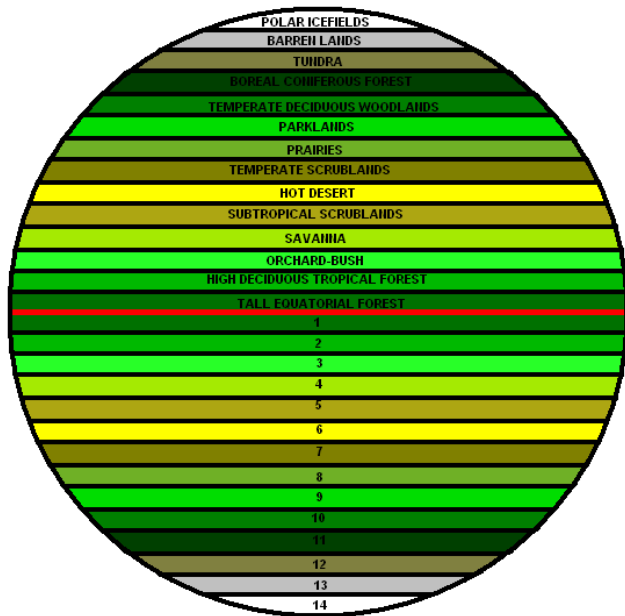 POLAR ICEFIELDS
BARREN LANDS
TUNDRA
BOREAL CONIFEROUS FOREST
TEMPERATE DECIDUOUS WOODLANDS
PARKLANDS
PRAIRIES
TEMPERATE SCRUBLANDS
HOT DESERT
SUBTROPICAL SCRUBLANDS
SAVANNA
ORCHARD-BUSH
HIGH DECIDUOUS TROPICAL FOREST
TALL EQUATORIAL FOREST
1
2
3
4
5
6
7
8
9
10
11
12
13
14